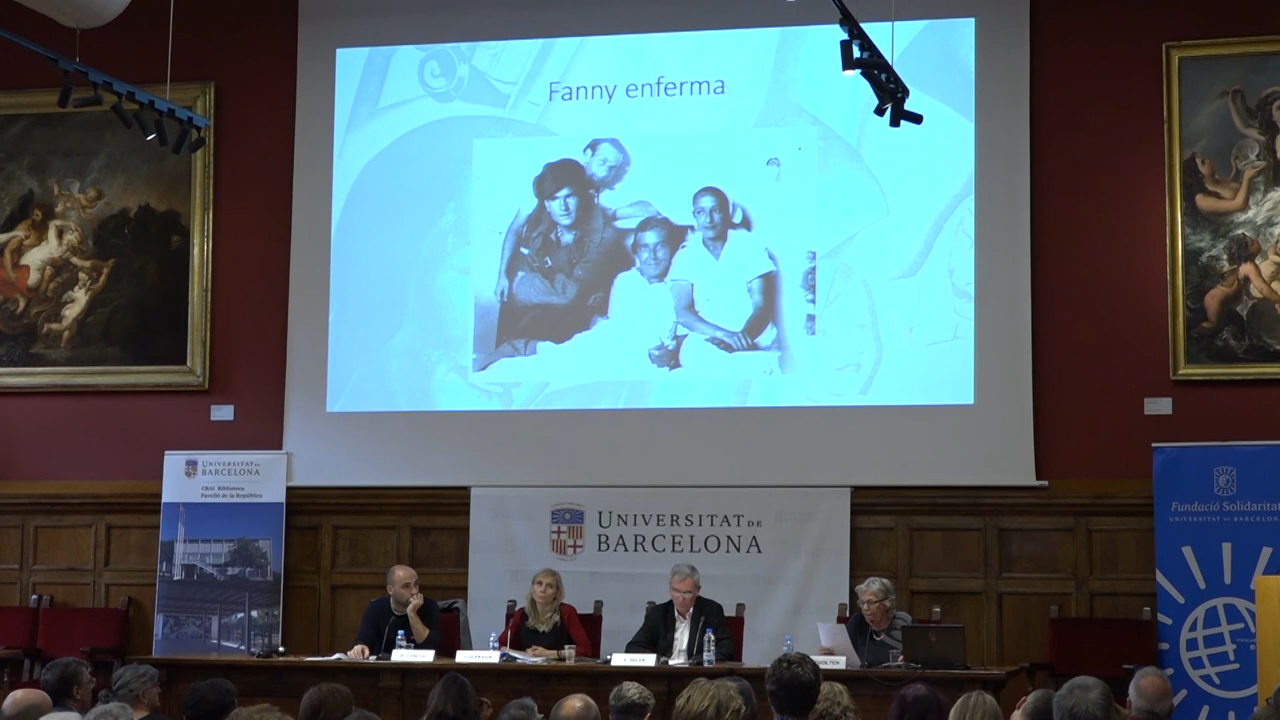 Fanny enferma
UNIVERSITAT DE
BARCELONA
CRAI Biblioteca
Pavelló de la República
UNIVERSITAT DE
BARCELONA
Fundació Solidaritat
UNIVERSITAT DE BARCELONA